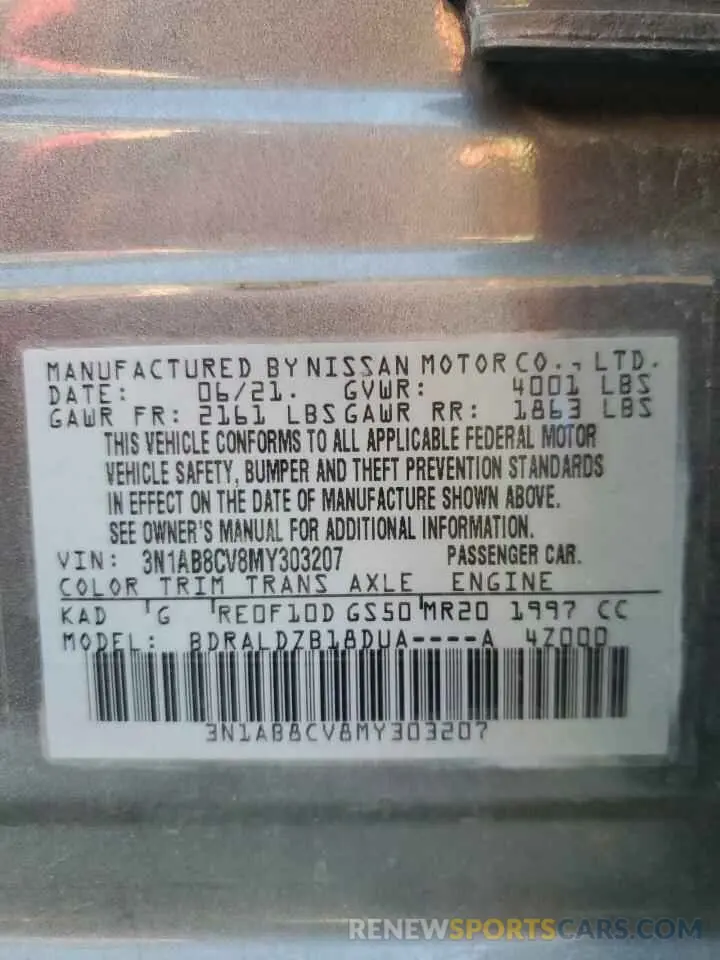 MANUFACTURED BY NISSAN MOTOR CO., LTD.
DATE: 06/21. GVWR: 4001 LBS
GAWR FR: 2161 LBS GAWR RR: 1863 LBS
THIS VEHICLE CONFORMS TO ALL APPLICABLE FEDERAL MOTOR
VEHICLE SAFETY, BUMPER AND THEFT PREVENTION STANDARDS
IN EFFECT ON THE DATE OF MANUFACTURE SHOWN ABOVE.
SEE OWNER'S MANUAL FOR ADDITIONAL INFORMATION.
VIN: 3N1AB8CV8MY303207 PASSENGER CAR.
COLOR TRIM TRANS AXLE ENGINE
KAD G RE0F10D GS50 MR20 1997 CC
MODEL: BDRALDZB18DUA----A 4Z000
3N1AB8CV8MY303207
RENEWSPORTSCARS.COM